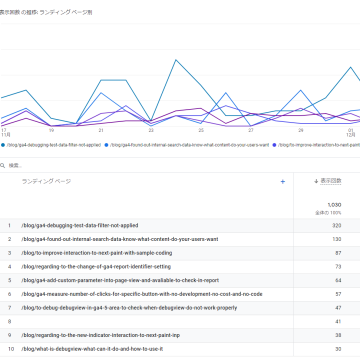 表示回数 の推移: ランディング ページ別
17
11月
19
21
23
25
27
29
01
12月
/blog/ga4-debugging-test-data-filter-not-applied
/blog/ga4-found-out-internal-search-data-know-what-content-do-your-users-want
/blog/to-improve-interaction-to-next-paint
検索...
ランディング ページ + ↓ 表示回数
1,030
全体の 100%
1 /blog/ga4-debugging-test-data-filter-not-applied 320
2 /blog/ga4-found-out-internal-search-data-know-what-content-do-your-users-want 130
3 /blog/to-improve-interaction-to-next-paint-with-sample-coding 87
4 /blog/regarding-to-the-change-of-ga4-report-identifier-setting 73
5 /blog/ga4-add-custom-parameter-into-page-view-and-available-to-check-in-report 64
6 /blog/ga4-measure-number-of-clicks-for-specific-button-with-no-development-no-cost-and-no-code 57
7 /blog/to-debug-debugview-in-ga4-5-area-to-check-when-debugview-do-not-work-properly 47
8 41
9 /blog/regarding-to-the-new-indicator-interaction-to-next-paint-inp 38
10 /blog/what-is-debugview-what-can-it-do-and-how-to-use-it 30